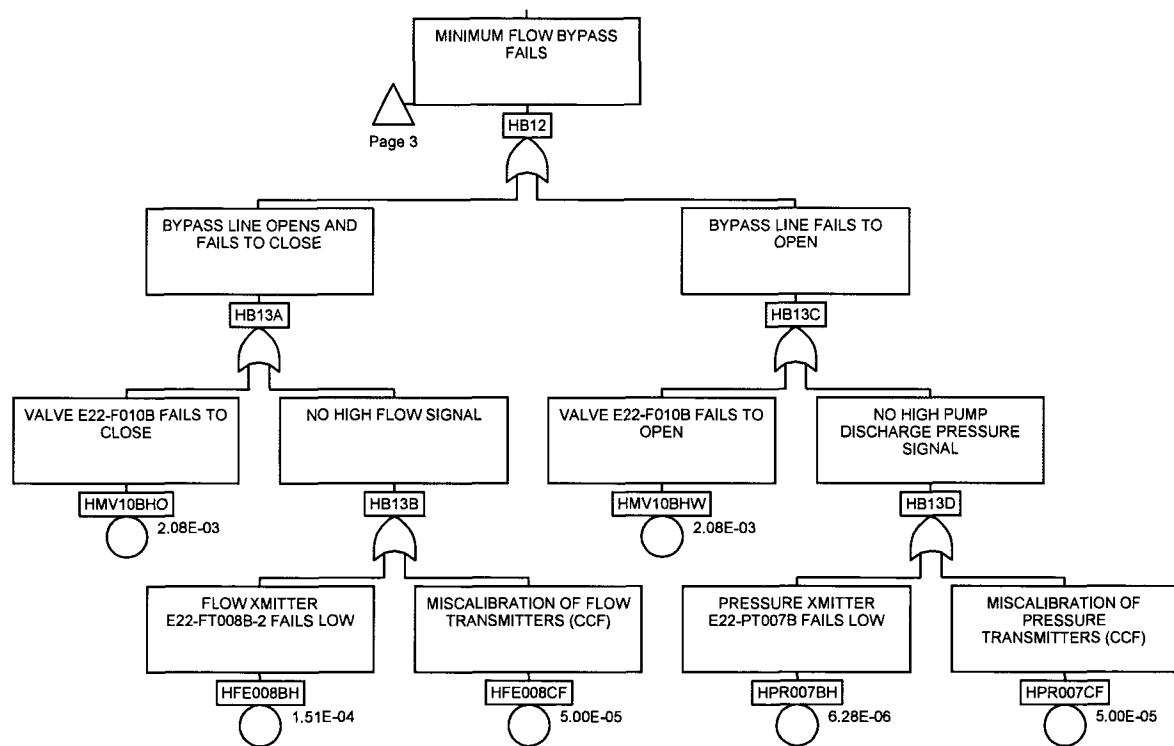 MINIMUM FLOW BYPASS
FAILS
Page 3
HB12
BYPASS LINE OPENS AND
FAILS TO CLOSE
HB13A
BYPASS LINE FAILS TO
OPEN
HB13C
VALVE E22-F010B FAILS TO
CLOSE
HMV10BHO
2.08E-03
NO HIGH FLOW SIGNAL
HB13B
VALVE E22-F010B FAILS TO
OPEN
HMV10BHW
2.08E-03
NO HIGH PUMP
DISCHARGE PRESSURE
SIGNAL
HB13D
FLOW XMITTER
E22-FT008B-2 FAILS LOW
HFE008BH
1.51E-04
MISCALIBRATION OF FLOW
TRANSMITTERS (CCF)
HFE008CF
5.00E-05
PRESSURE XMITTER
E22-PT007B FAILS LOW
HPR007BH
6.28E-06
MISCALIBRATION OF
PRESSURE
TRANSMITTERS (CCF)
HPR007CF
5.00E-05